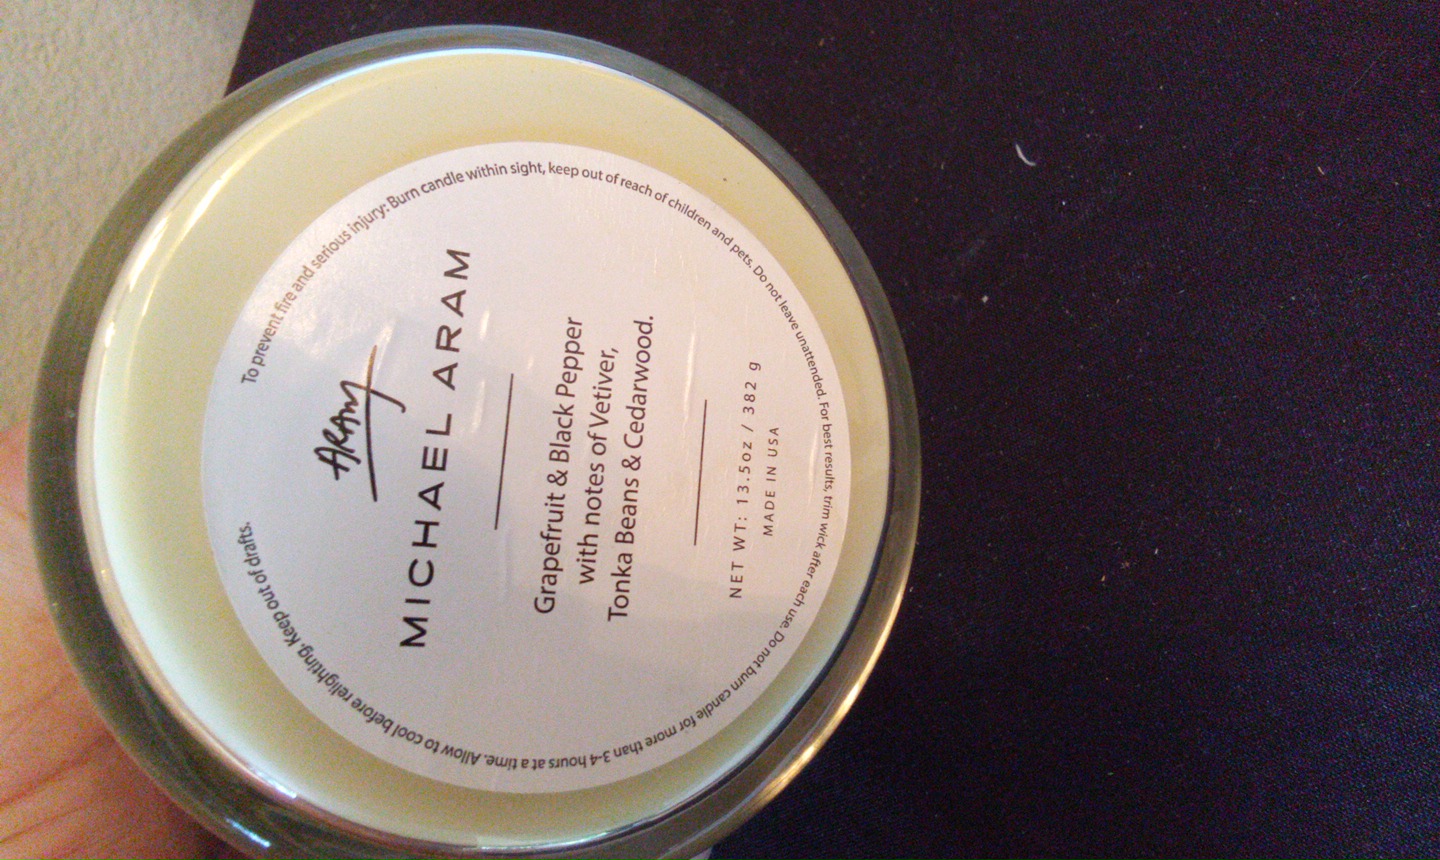 ARAM
MICHAEL ARAM
Grapefruit & Black Pepper
with notes of Vetiver,
Tonka Beans & Cedarwood.
NET WT: 13.5oz / 382 g
MADE IN USA
To prevent fire and serious injury: Burn candle within sight, keep out of reach of children and pets. Do not leave unattended. For best results, trim wick after each use. Do not burn candle for more than 3-4 hours at a time. Allow to cool before relighting. Keep out of drafts.